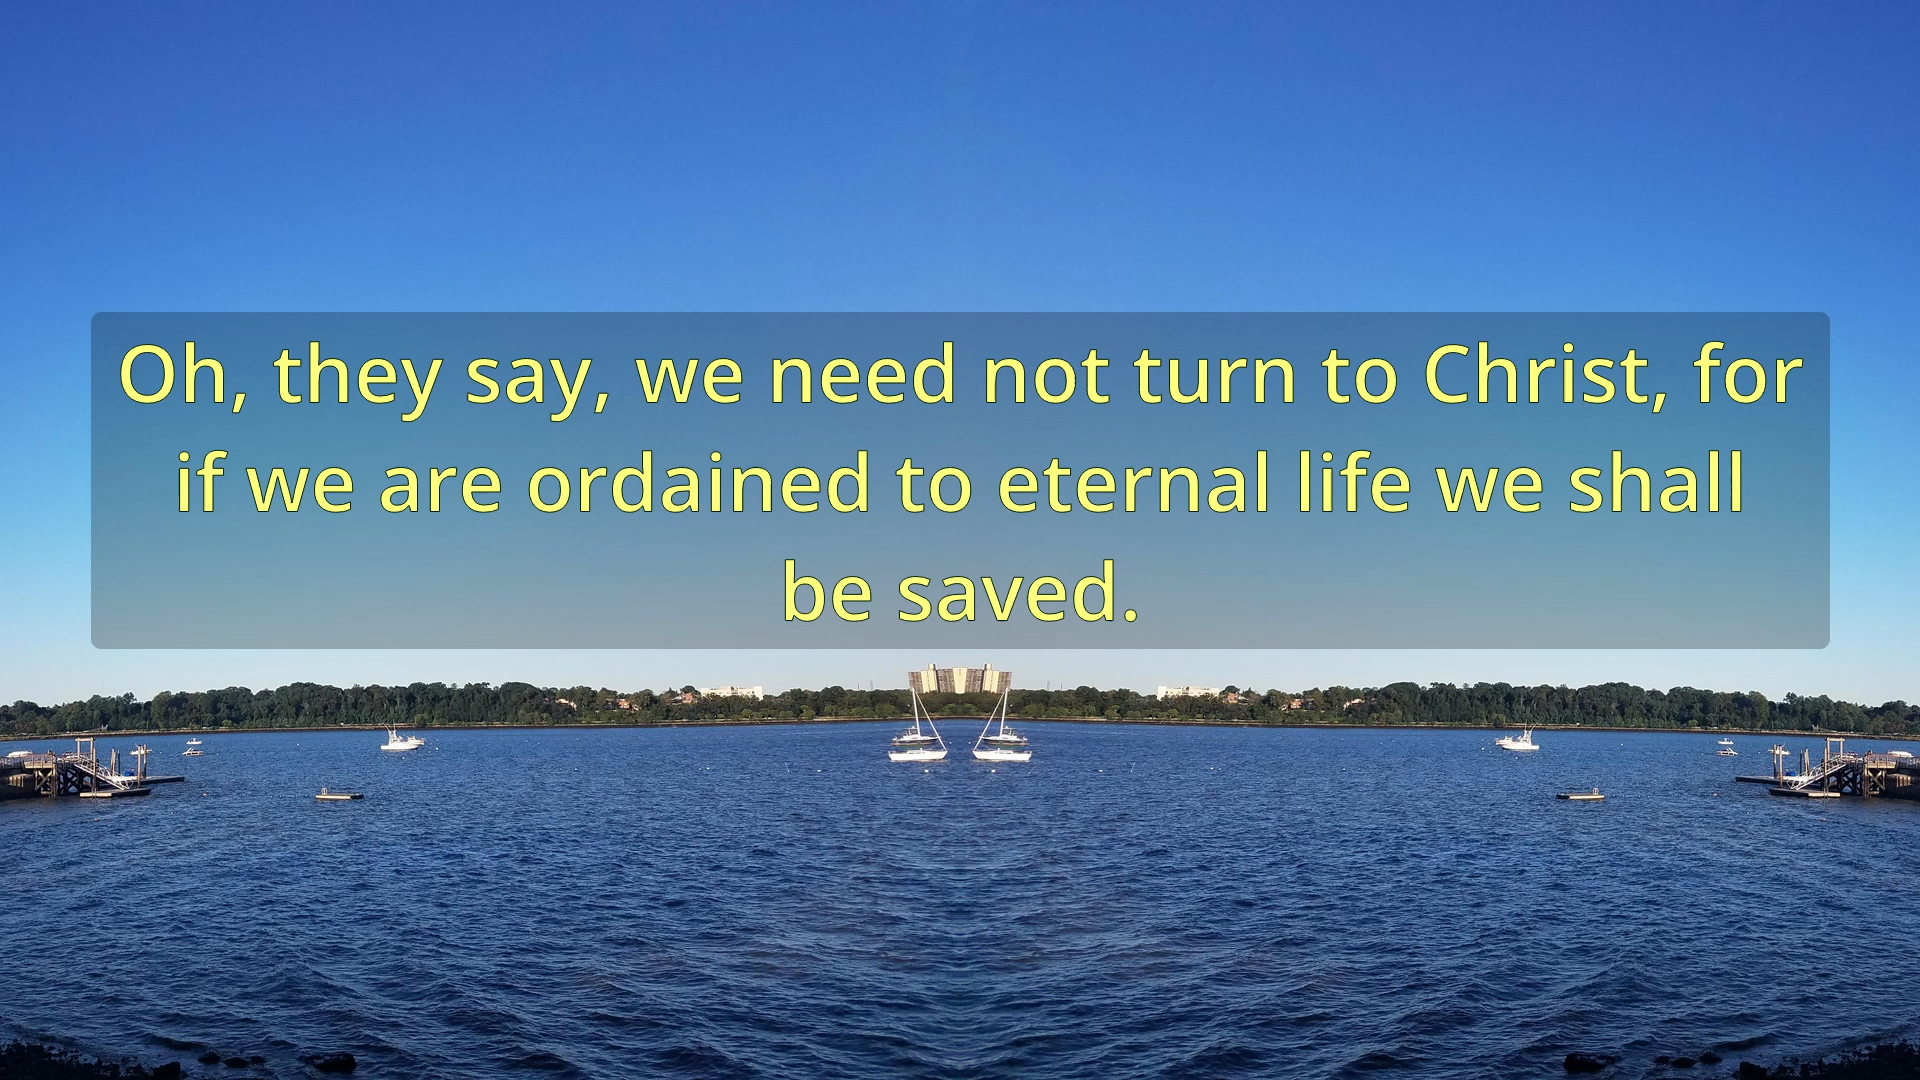 Oh, they say, we need not turn to Christ, for
if we are ordained to eternal life we shall
be saved.